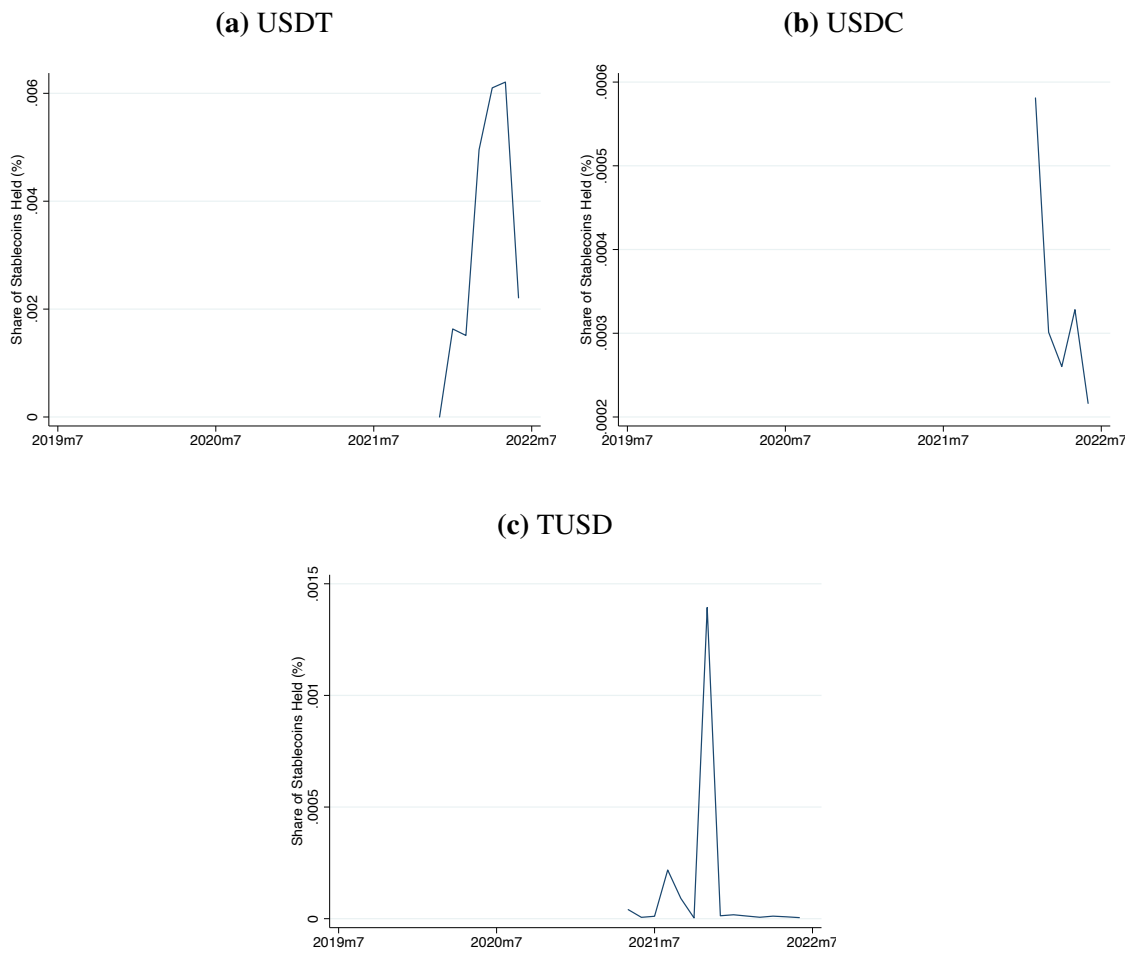 (a) USDT
Share of Stablecoins Held (%)
.006
.004
.002
0
2019m7 2020m7 2021m7 2022m7
(b) USDC
Share of Stablecoins Held (%)
.0006
.0005
.0004
.0003
.0002
2019m7 2020m7 2021m7 2022m7
(c) TUSD
Share of Stablecoins Held (%)
.0015
.001
.0005
0
2019m7 2020m7 2021m7 2022m7